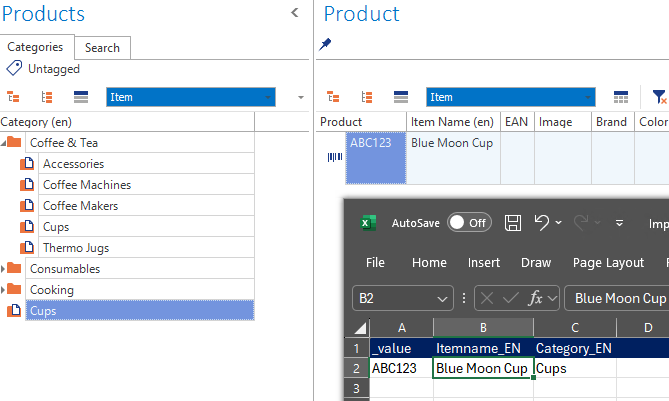 Products
Categories
Search
Untagged
Item
Category (en)
Coffee & Tea
Accessories
Coffee Machines
Coffee Makers
Cups
Thermo Jugs
Consumables
Cooking
Cups
Product
Item
Product Item Name (en) EAN Image Brand Color
ABC123 Blue Moon Cup
AutoSave Off Imp
File Home Insert Draw Page Layout F
B2 fx Blue Moon Cup
A B C D
1 _value Itemname_EN Category_EN
2 ABC123 Blue Moon Cup Cups
3